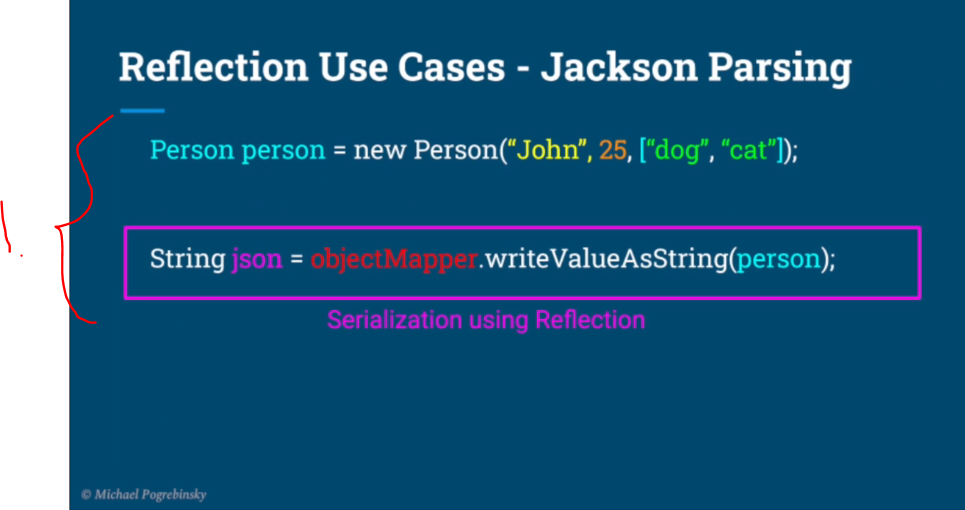 Reflection Use Cases - Jackson Parsing
Person person = new Person(“John”, 25, [“dog”, “cat”]);
1.
String json = objectMapper.writeValueAsString(person);
Serialization using Reflection
© Michael Pogrebinsky